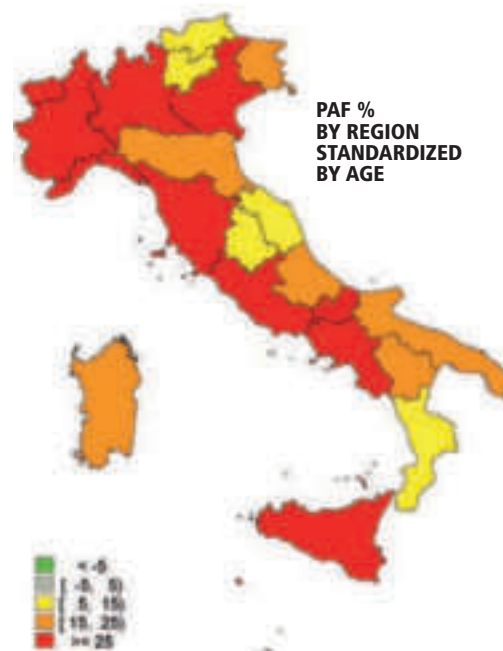 PAF %
BY REGION
STANDARDIZED
BY AGE
< -5
-5, 5)
5, 15)
15, 25)
>= 25